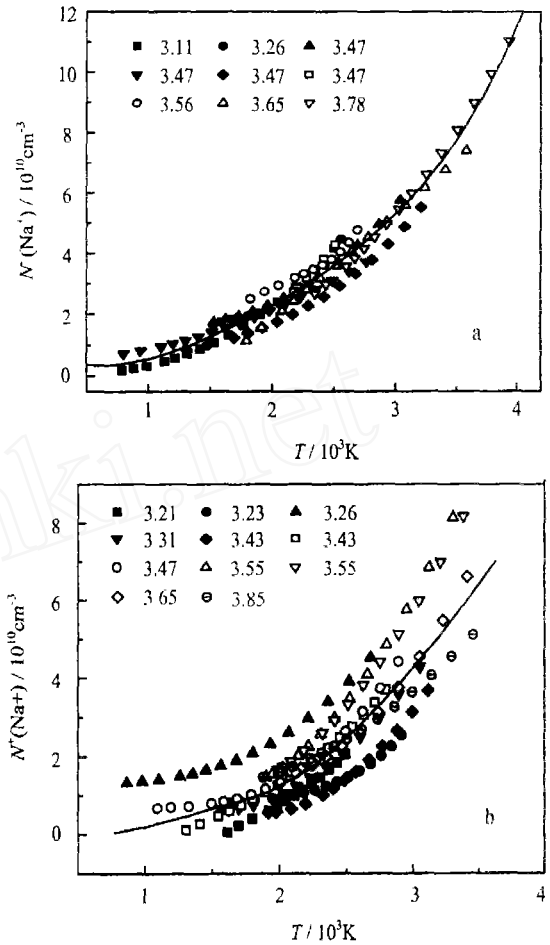 12
10
8
6
4
2
0
■ 3.11 ● 3.26 ▲ 3.47
▼ 3.47 ◆ 3.47 □ 3.47
○ 3.56 △ 3.65 ▽ 3.78
N (Na+) / 10^10 cm^-3
a
1 2 3 4
T / 10^3K
nki.net
8
6
4
2
0
■ 3.21 ● 3.23 ▲ 3.26
▼ 3.31 ◆ 3.43 □ 3.43
○ 3.47 △ 3.55 ▽ 3.55
◇ 3.65 ⊖ 3.85
N^+(Na+) / 10^10 cm^-3
b
1 2 3 4
T / 10^3K